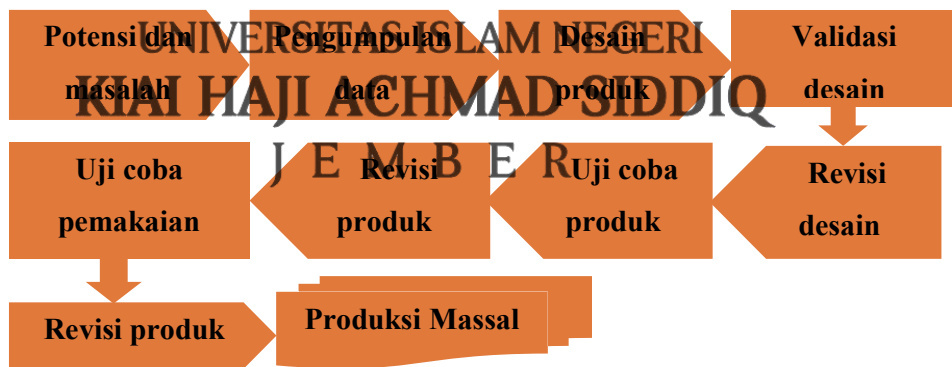 UNIVERSITAS ISLAM NEGERI
KIAI HAJI ACHMAD SIDDIQ
J E M B E R
Potensi dan
masalah
Pengumpulan
data
Desain
produk
Validasi
desain
Revisi
desain
Uji coba
produk
Revisi
produk
Uji coba
pemakaian
Revisi produk
Produksi Massal